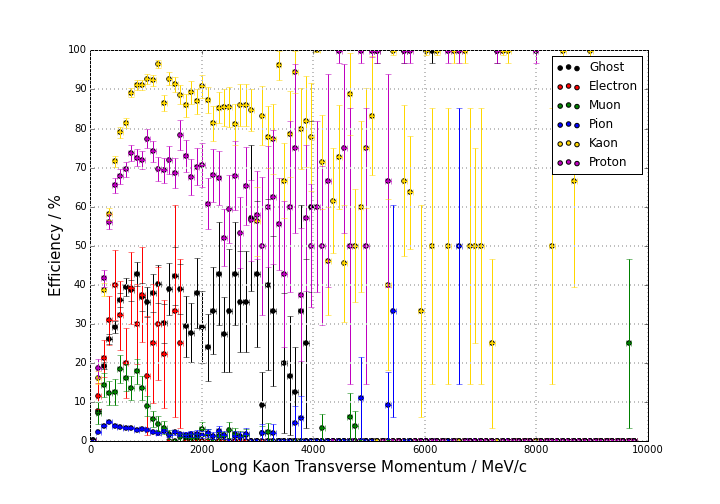 100
90
80
70
60
50
40
30
20
10
0
Efficiency / %
0 2000 4000 6000 8000 10000
Long Kaon Transverse Momentum / MeV/c
Ghost
Electron
Muon
Pion
Kaon
Proton